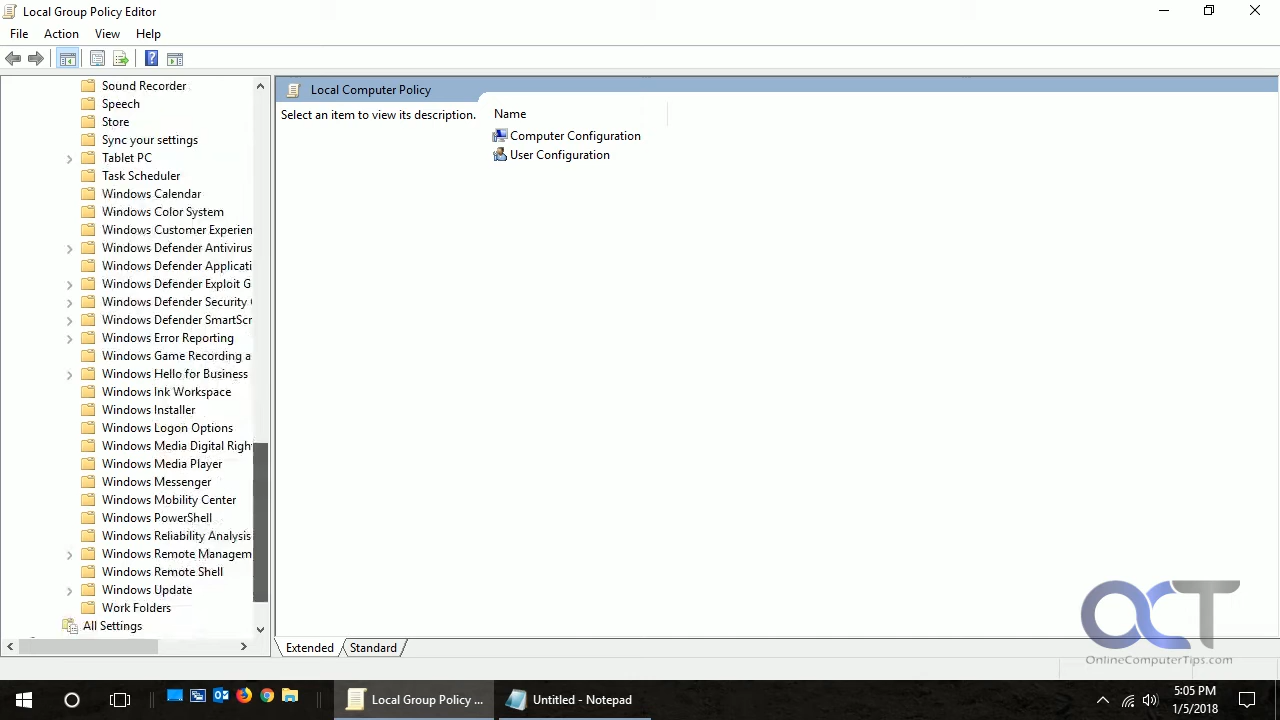 Local Group Policy Editor
File Action View Help
Sound Recorder
Speech
Store
Sync your settings
Tablet PC
Task Scheduler
Windows Calendar
Windows Color System
Windows Customer Experien
Windows Defender Antivirus
Windows Defender Applicati
Windows Defender Exploit G
Windows Defender Security
Windows Defender SmartScr
Windows Error Reporting
Windows Game Recording a
Windows Hello for Business
Windows Ink Workspace
Windows Installer
Windows Logon Options
Windows Media Digital Righ
Windows Media Player
Windows Messenger
Windows Mobility Center
Windows PowerShell
Windows Reliability Analysis
Windows Remote Managem
Windows Remote Shell
Windows Update
Work Folders
All Settings
Local Computer Policy
Select an item to view its description.
Name
Computer Configuration
User Configuration
Extended Standard
OCT
OnlineComputerTips.com
Local Group Policy ...
Untitled - Notepad
5:05 PM
1/5/2018